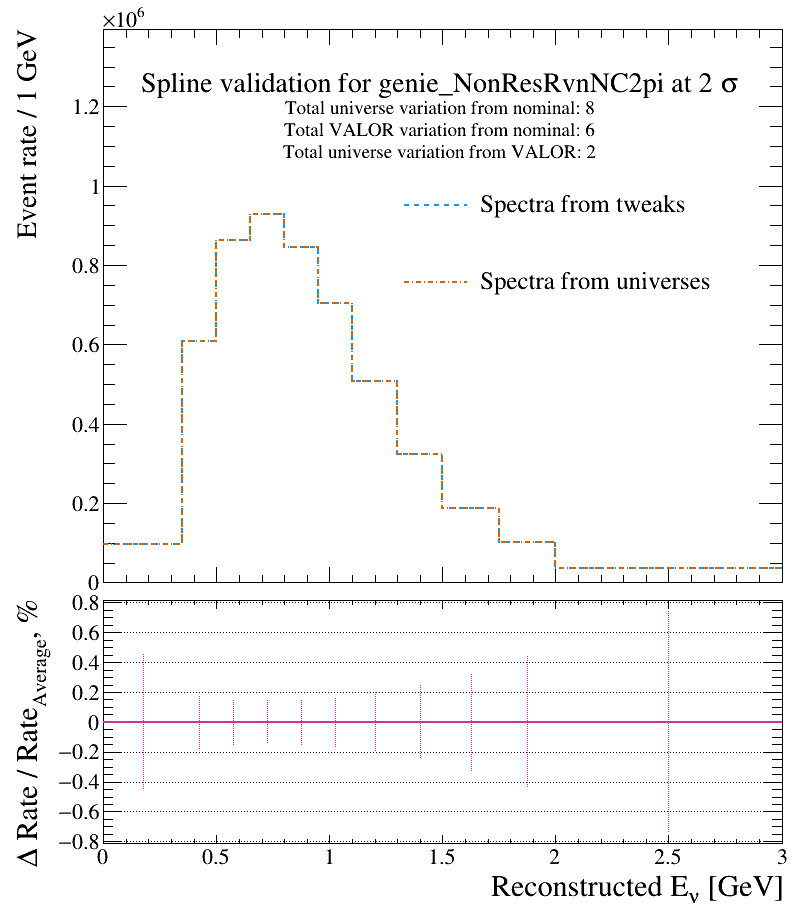 ×10⁶
Event rate / 1 GeV
Spline validation for genie_NonResRvnNC2pi at 2 σ
Total universe variation from nominal: 8
Total VALOR variation from nominal: 6
Total universe variation from VALOR: 2
Spectra from tweaks
Spectra from universes
1.2
1
0.8
0.6
0.4
0.2
0
Δ Rate / Rate_Average, %
0.8
0.6
0.4
0.2
0
−0.2
−0.4
−0.6
−0.8
0 0.5 1 1.5 2 2.5 3
Reconstructed E_ν [GeV]